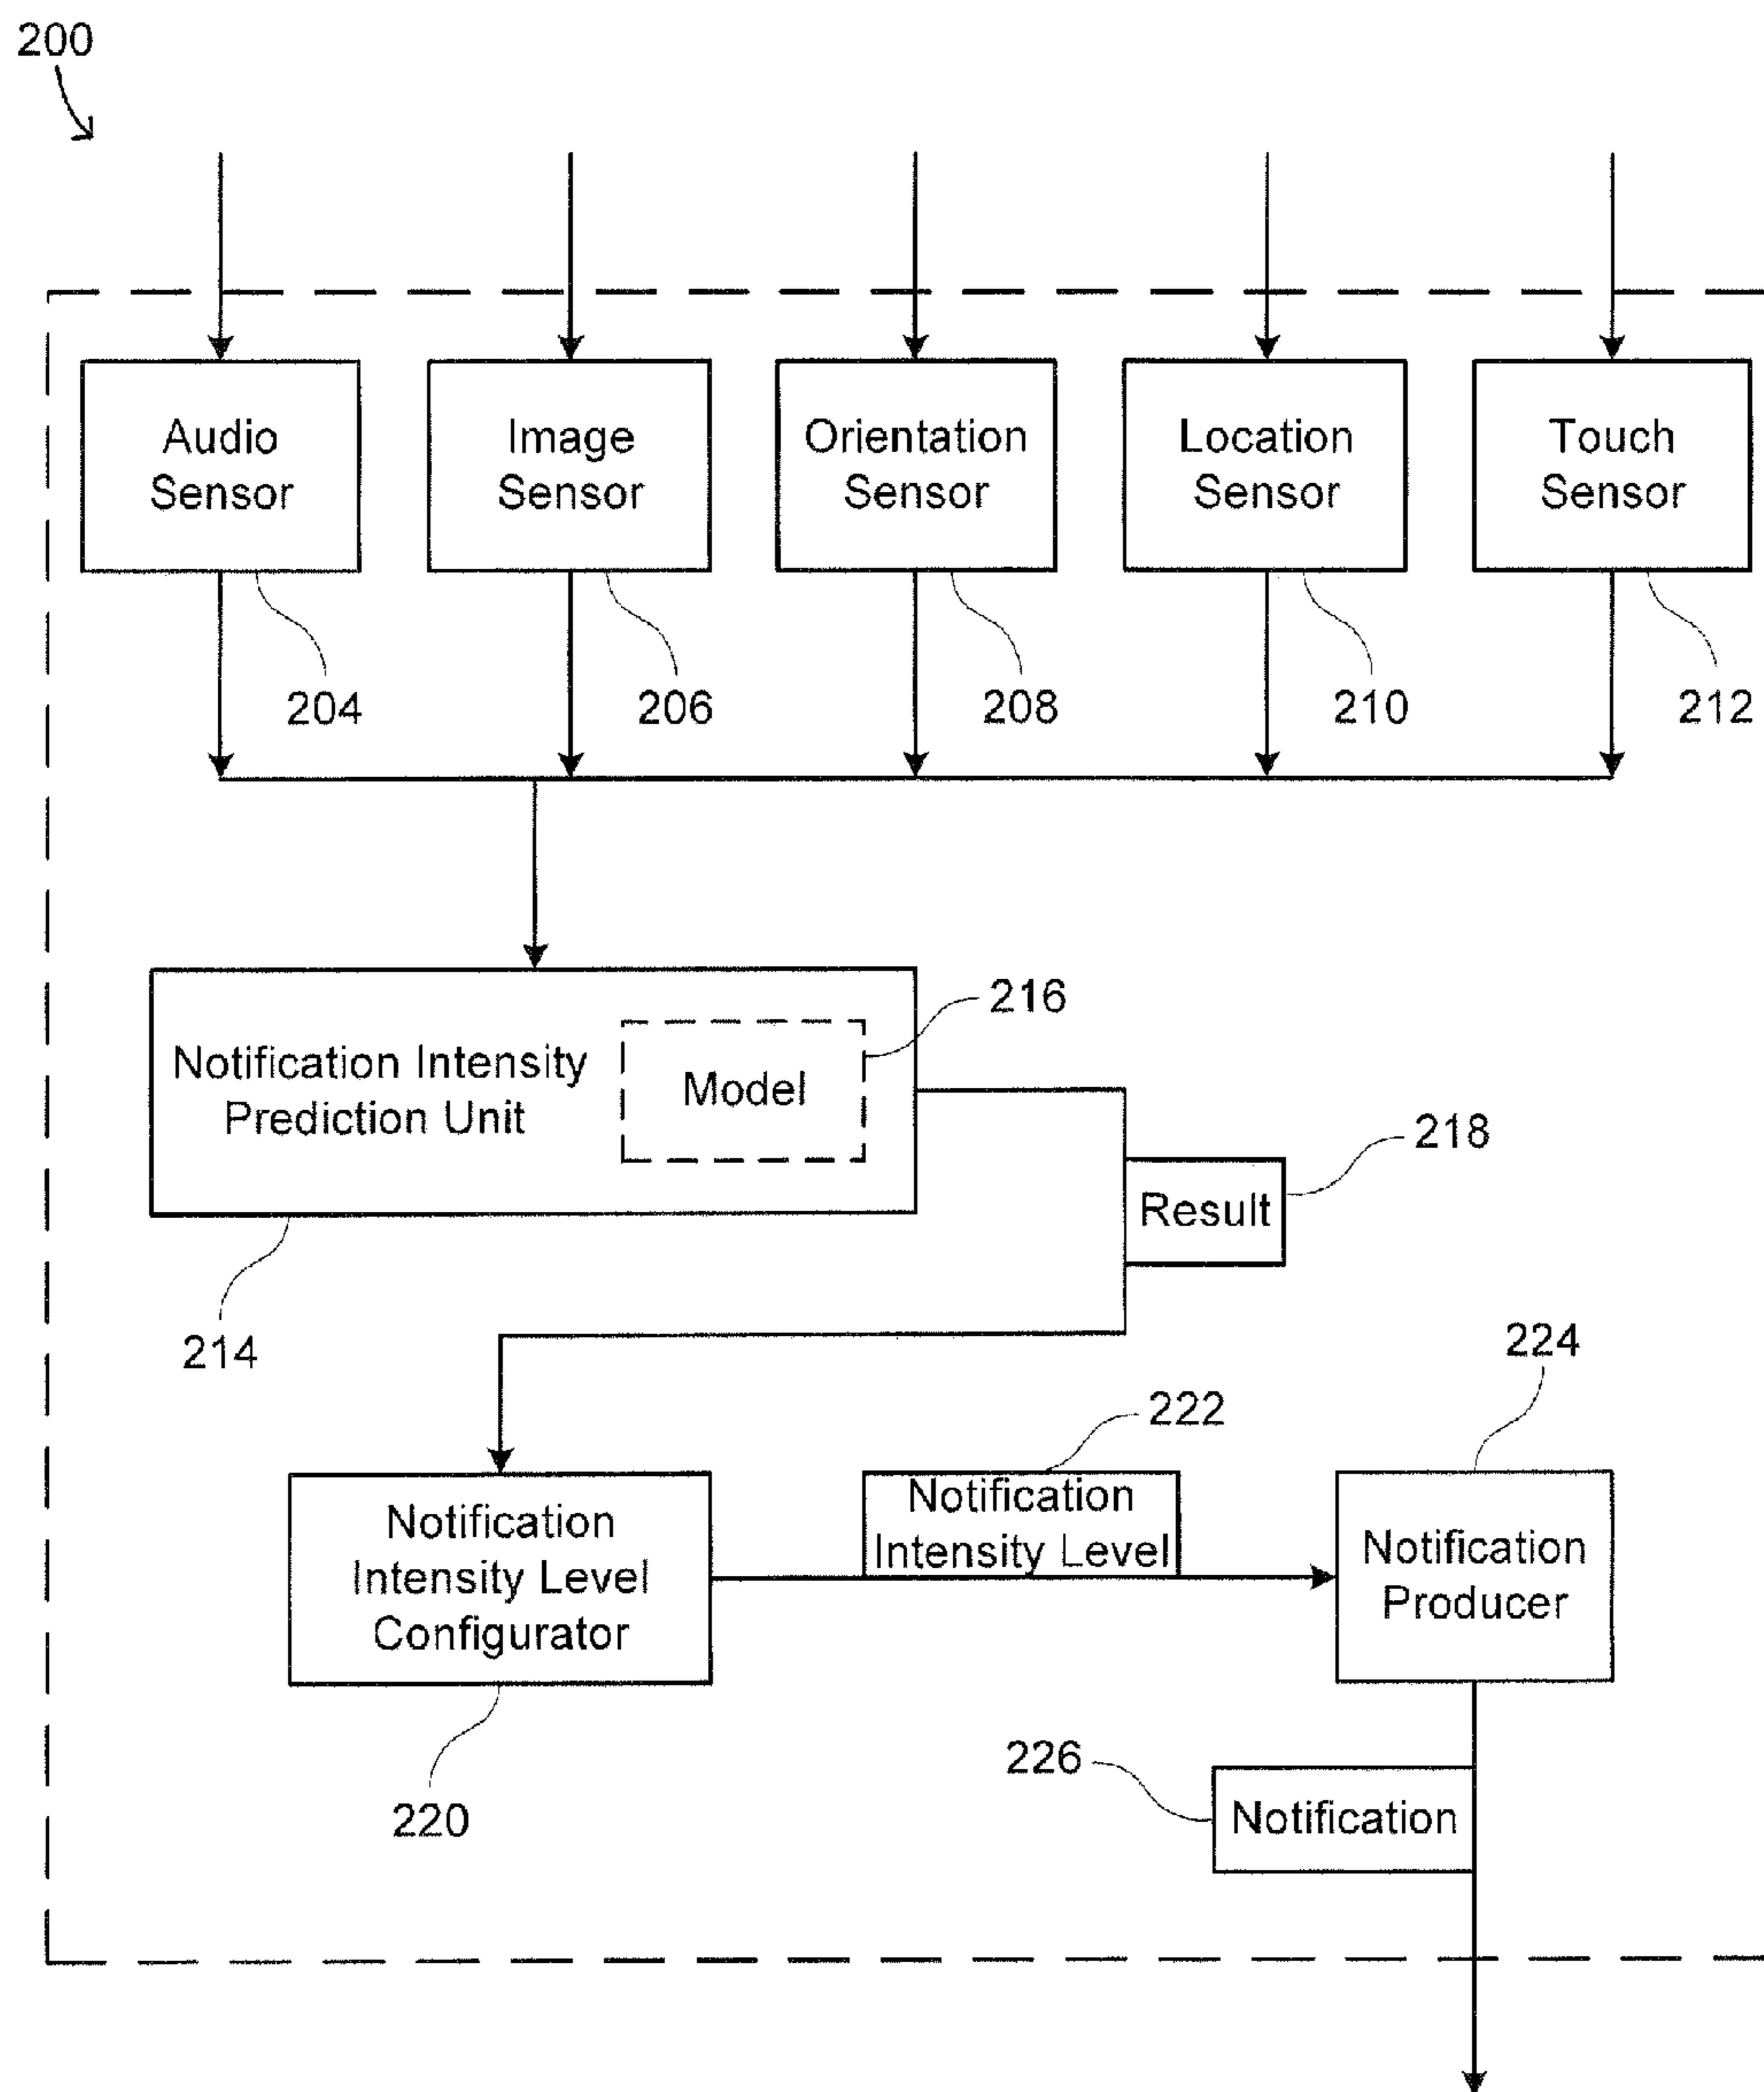 200
Audio
Sensor
Image
Sensor
Orientation
Sensor
Location
Sensor
Touch
Sensor
204
206
208
210
212
216
Notification Intensity
Prediction Unit
Model
218
Result
214
224
222
Notification
Intensity Level
Notification
Intensity Level
Configurator
Notification
Producer
226
Notification
220